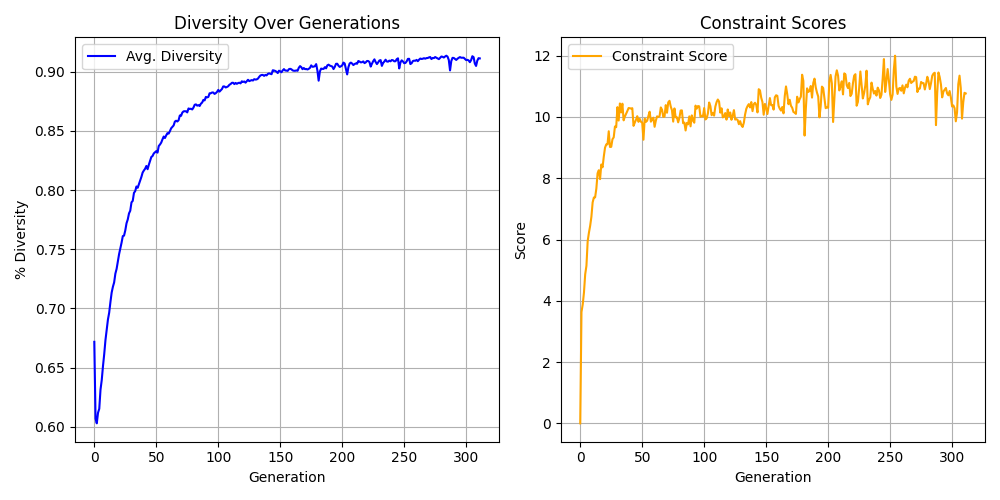 Diversity Over Generations
Avg. Diversity
% Diversity
0.90
0.85
0.80
0.75
0.70
0.65
0.60
0 50 100 150 200 250 300
Generation
Constraint Scores
Constraint Score
Score
12
10
8
6
4
2
0
0 50 100 150 200 250 300
Generation